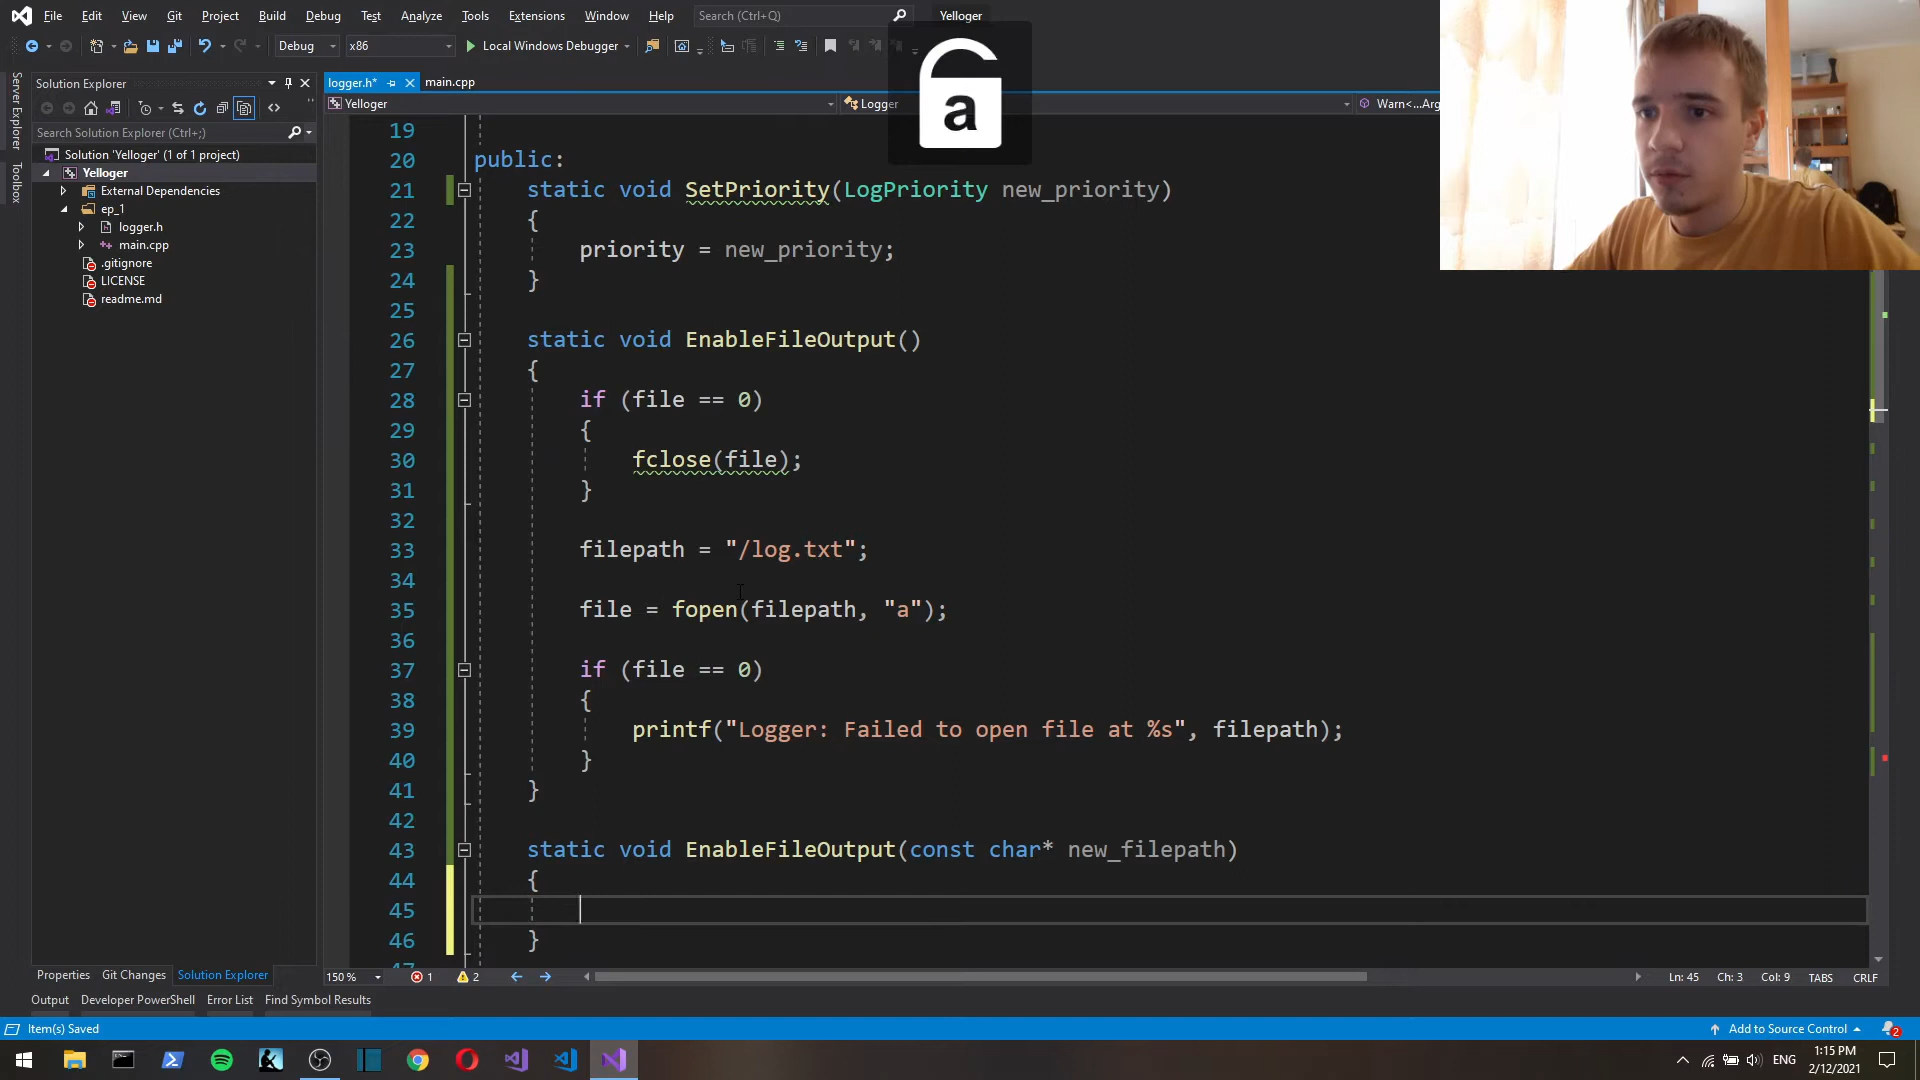 File Edit View Git Project Build Debug Test Analyze Tools Extensions Window Help Search (Ctrl+Q) Yelloger
Debug x86 Local Windows Debugger
a
Server Explorer
Toolbox
Solution Explorer
Search Solution Explorer (Ctrl+;)
Solution 'Yelloger' (1 of 1 project)
Yelloger
External Dependencies
ep_1
logger.h
main.cpp
.gitignore
LICENSE
readme.md
logger.h* main.cpp
Yelloger Logger Warn<...Arg
19
20 public:
21 static void SetPriority(LogPriority new_priority)
22 {
23 priority = new_priority;
24 }
25
26 static void EnableFileOutput()
27 {
28 if (file == 0)
29 {
30 fclose(file);
31 }
32
33 filepath = "/log.txt";
34
35 file = fopen(filepath, "a");
36
37 if (file == 0)
38 {
39 printf("Logger: Failed to open file at %s", filepath);
40 }
41 }
42
43 static void EnableFileOutput(const char* new_filepath)
44 {
45
46 }
Properties Git Changes Solution Explorer
150 % 1 2 Ln: 45 Ch: 3 Col: 9 TABS CRLF
Output Developer PowerShell Error List Find Symbol Results
Item(s) Saved Add to Source Control 2
ENG 1:15 PM
2/12/2021